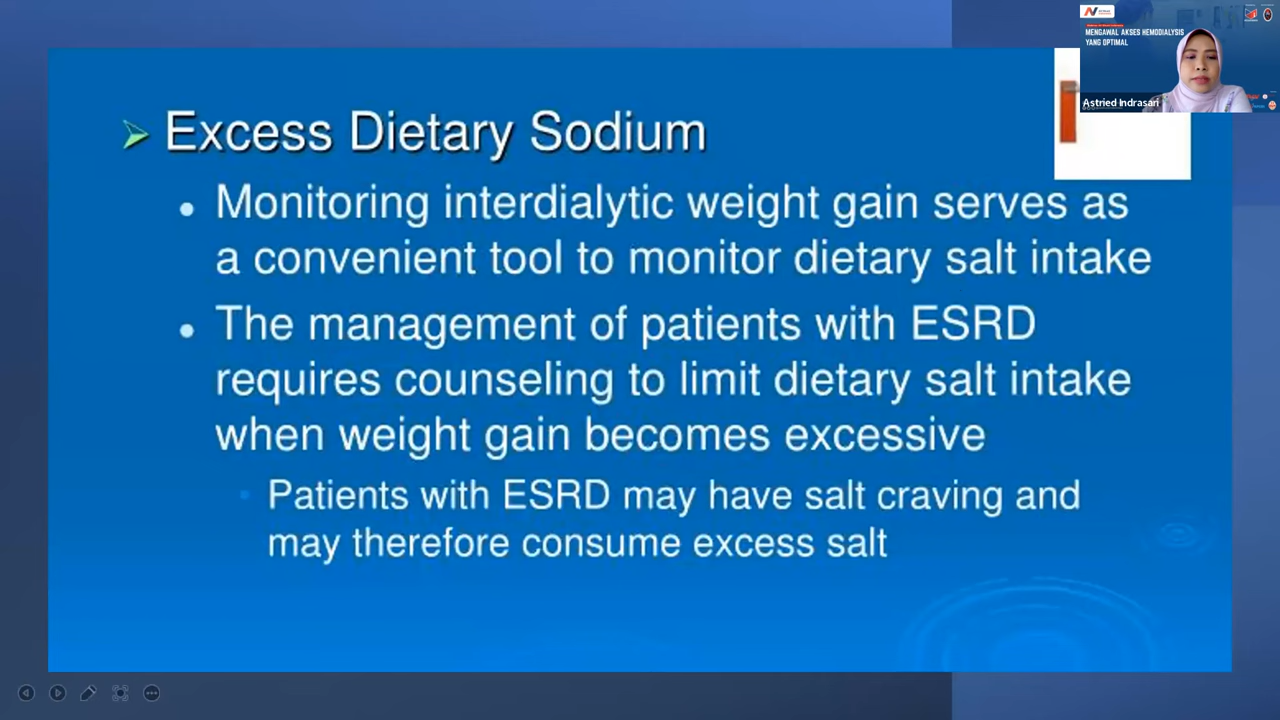 MENGAWAL AKSES HEMODIALYSIS
YANG OPTIMAL
Astried Indrasari
Excess Dietary Sodium
Monitoring interdialytic weight gain serves as
a convenient tool to monitor dietary salt intake
The management of patients with ESRD
requires counseling to limit dietary salt intake
when weight gain becomes excessive
Patients with ESRD may have salt craving and
may therefore consume excess salt